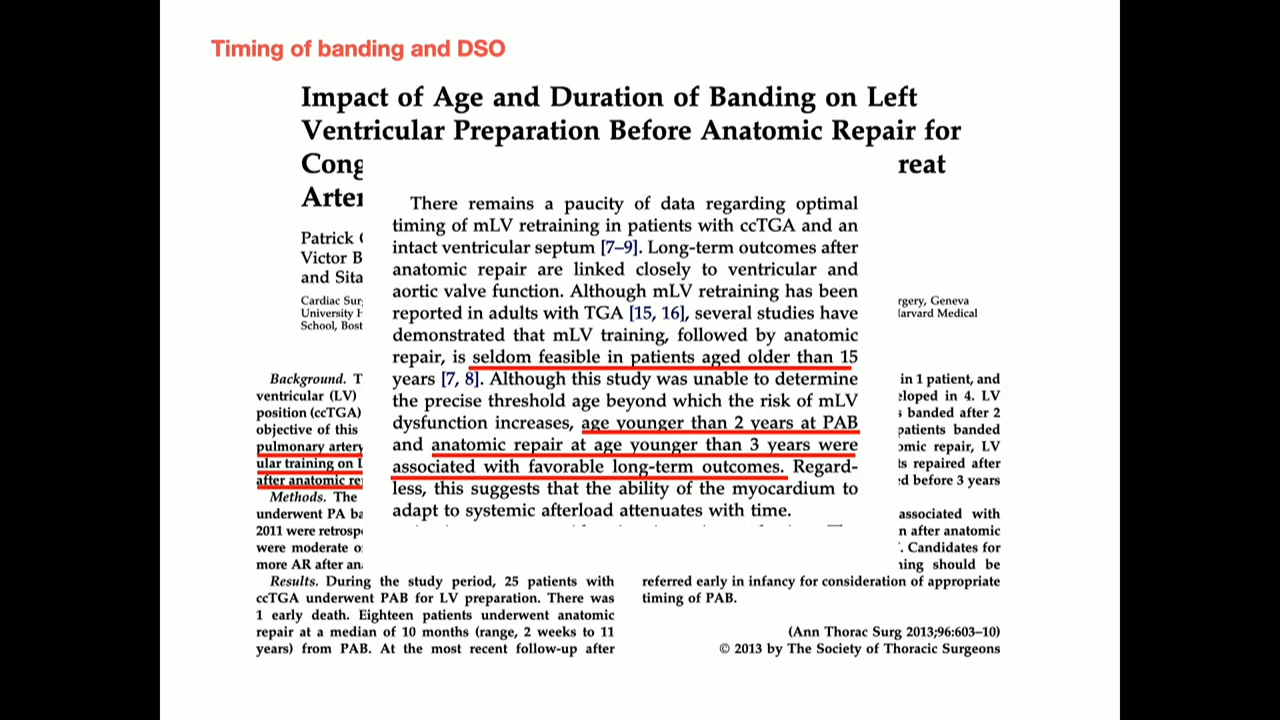 Timing of banding and DSO
Impact of Age and Duration of Banding on Left
Ventricular Preparation Before Anatomic Repair for
Cong reat
Arter
Patrick
Victor B
and Sita
Cardiac Sur
University
School, Bost
rgery, Geneva
arvard Medical
There remains a paucity of data regarding optimal
timing of mLV retraining in patients with ccTGA and an
intact ventricular septum [7–9]. Long-term outcomes after
anatomic repair are linked closely to ventricular and
aortic valve function. Although mLV retraining has been
reported in adults with TGA [15, 16], several studies have
demonstrated that mLV training, followed by anatomic
repair, is seldom feasible in patients aged older than 15
years [7, 8]. Although this study was unable to determine
the precise threshold age beyond which the risk of mLV
dysfunction increases, age younger than 2 years at PAB
and anatomic repair at age younger than 3 years were
associated with favorable long-term outcomes. Regard-
less, this suggests that the ability of the myocardium to
adapt to systemic afterload attenuates with time.
Background. T
ventricular (LV)
position (ccTGA)
objective of this
pulmonary artery
ular training on
after anatomic re
Methods. The
underwent PA ba
2011 were retrosp
were moderate o
more AR after an
Results. During the study period, 25 patients with
ccTGA underwent PAB for LV preparation. There was
1 early death. Eighteen patients underwent anatomic
repair at a median of 10 months (range, 2 weeks to 11
years) from PAB. At the most recent follow-up after
in 1 patient, and
eloped in 4. LV
s banded after 2
patients banded
omic repair, LV
ts repaired after
d before 3 years
associated with
n after anatomic
. Candidates for
ning should be
referred early in infancy for consideration of appropriate
timing of PAB.
(Ann Thorac Surg 2013;96:603–10)
© 2013 by The Society of Thoracic Surgeons